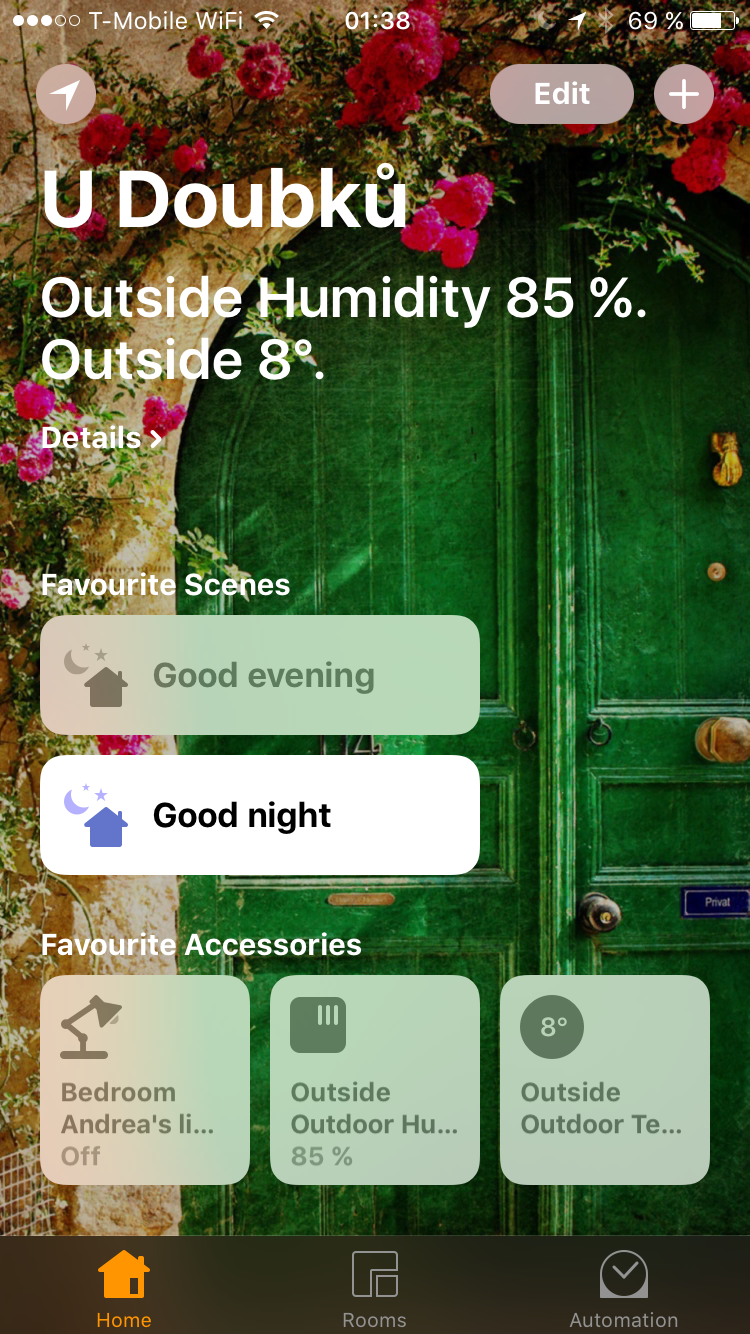 T-Mobile WiFi 01:38 69 %
Edit
U Doubků
Outside Humidity 85 %.
Outside 8°.
Details
Favourite Scenes
Good evening
Good night
Privat
Favourite Accessories
8°
Bedroom
Andrea's li...
Off
Outside
Outdoor Hu...
85 %
Outside
Outdoor Te...
Home
Rooms
Automation